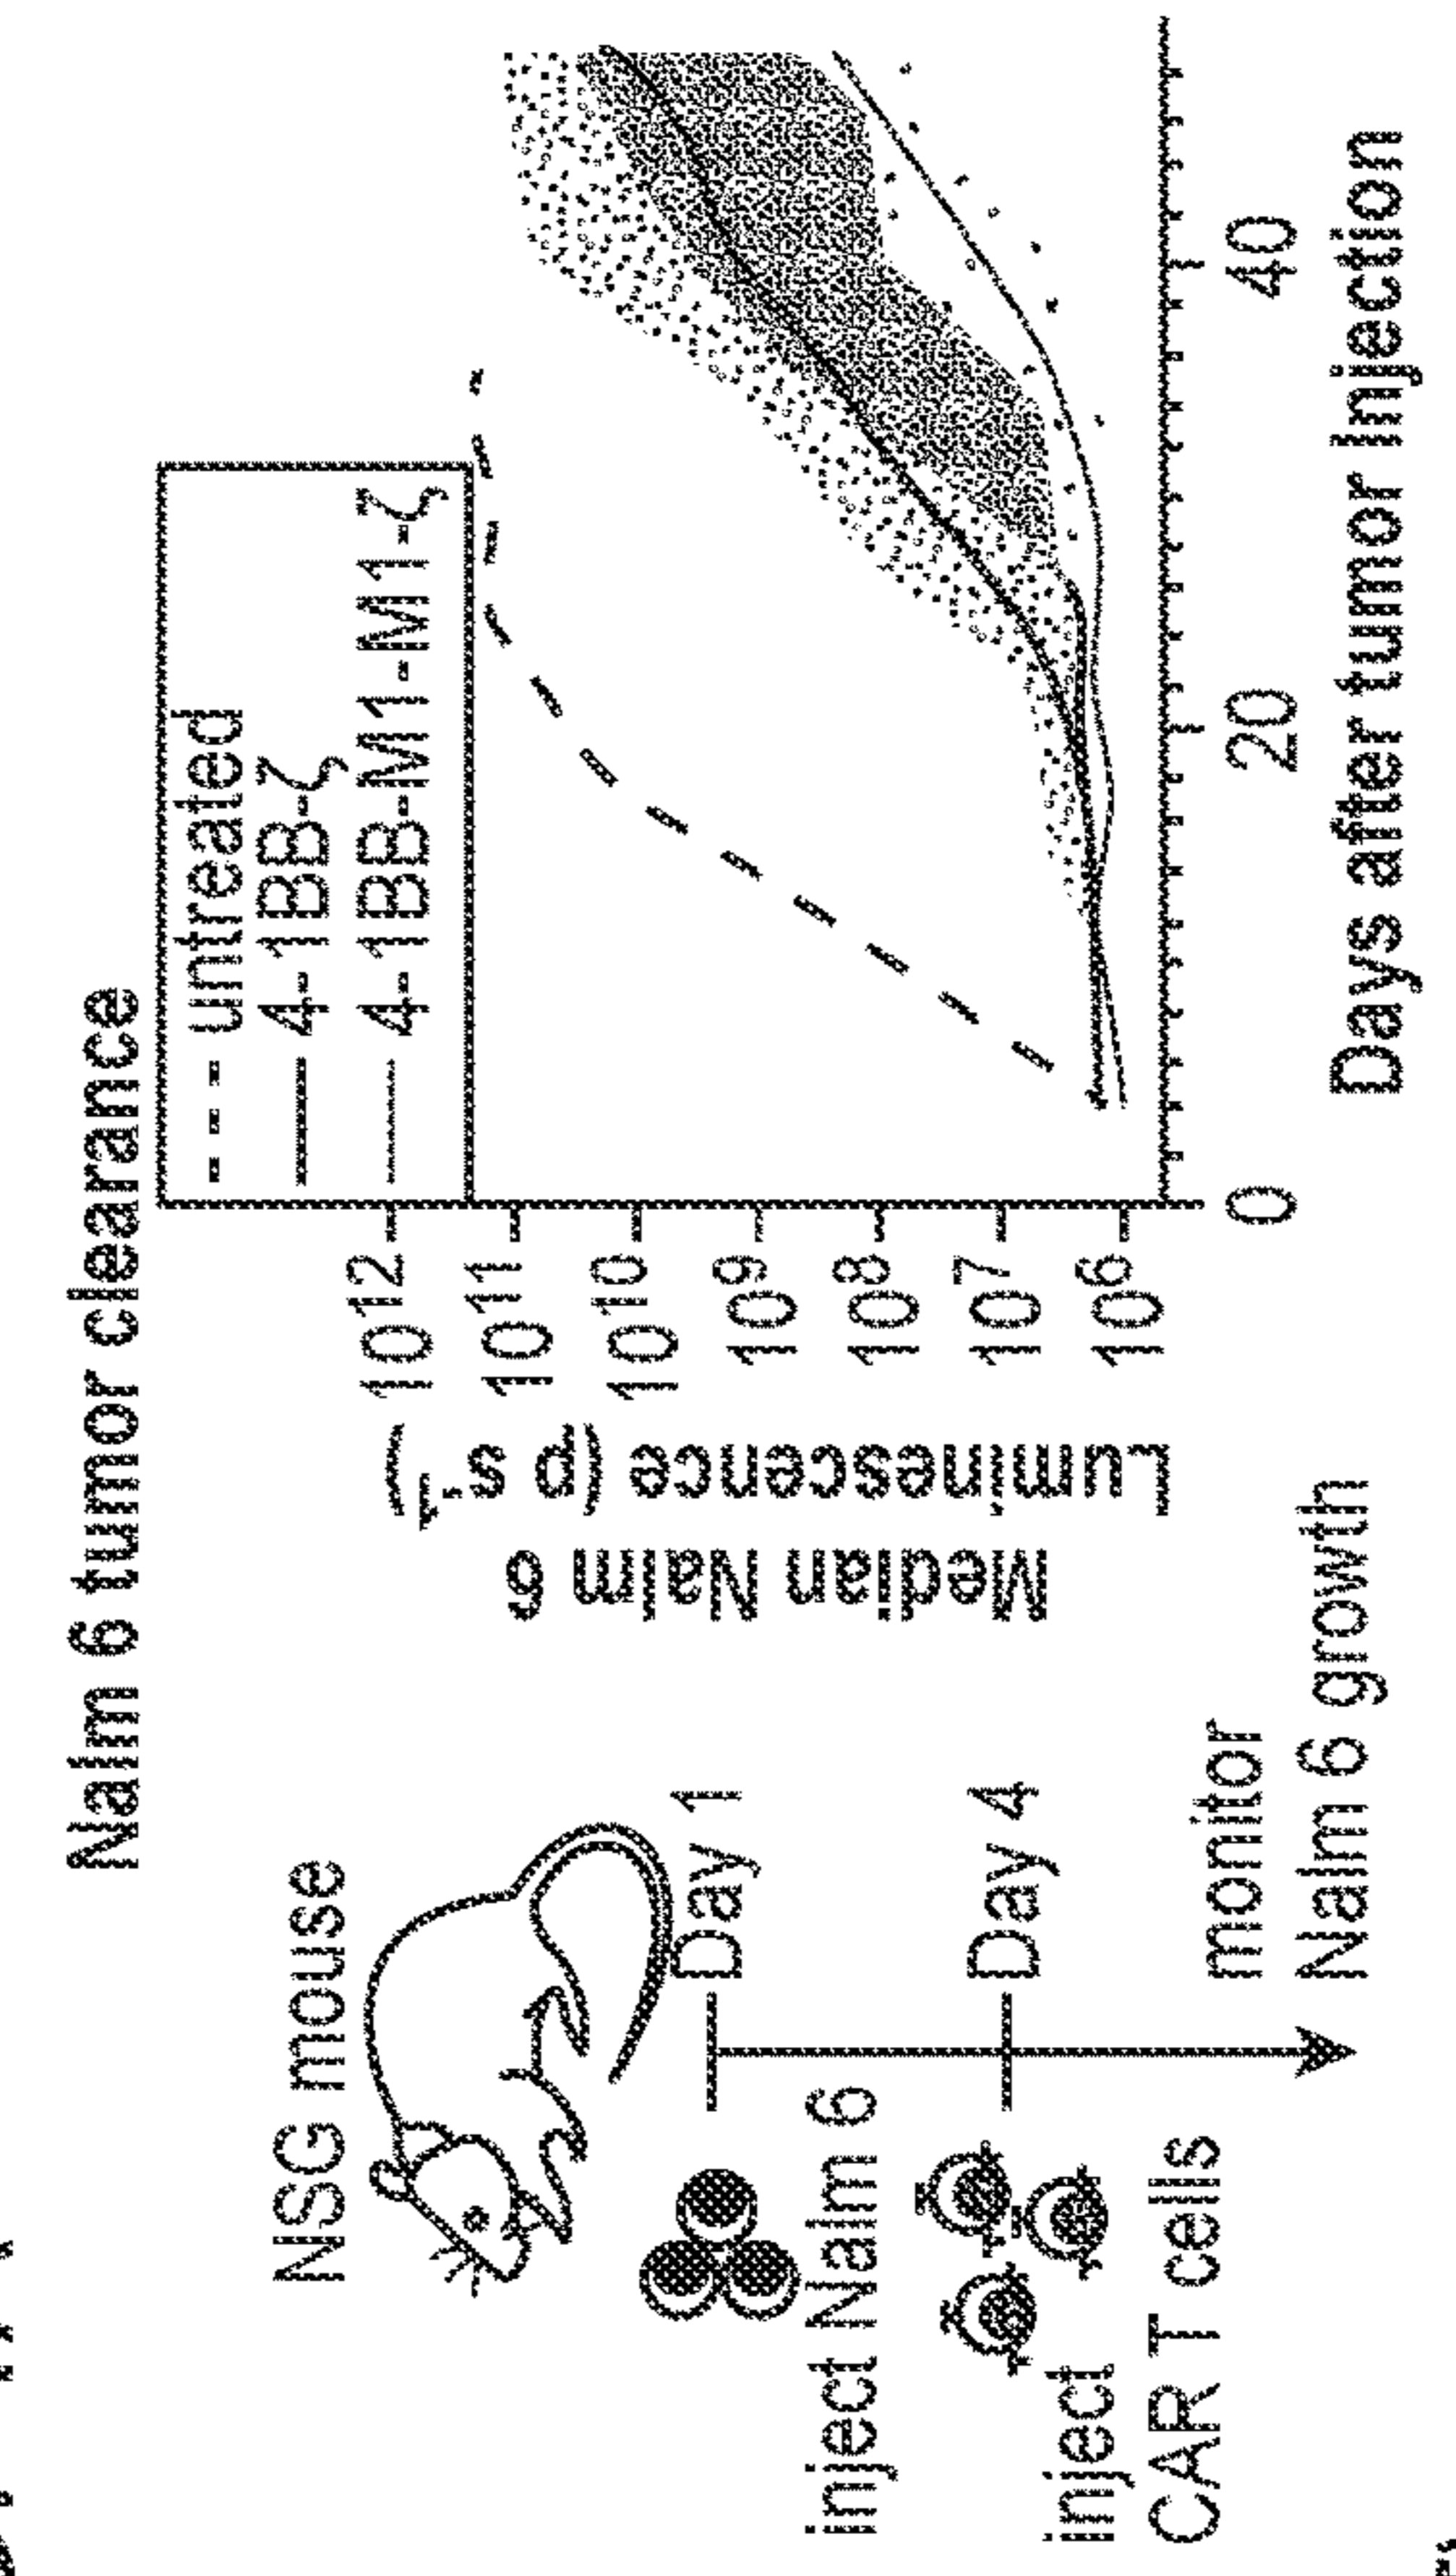 Nalm 6 tumor clearance
NSG mouse
Day 1
inject Nalm 6
Day 4
inject
CAR T cells
monitor
Nalm 6 growth
Median Nalm 6
Luminescence (p s⁻¹)
10¹²
10¹¹
10¹⁰
10⁹
10⁸
10⁷
10⁶
untreated
4-1BB-ζ
4-1BB-M1-M1-ζ
0
20
40
Days after tumor Injection